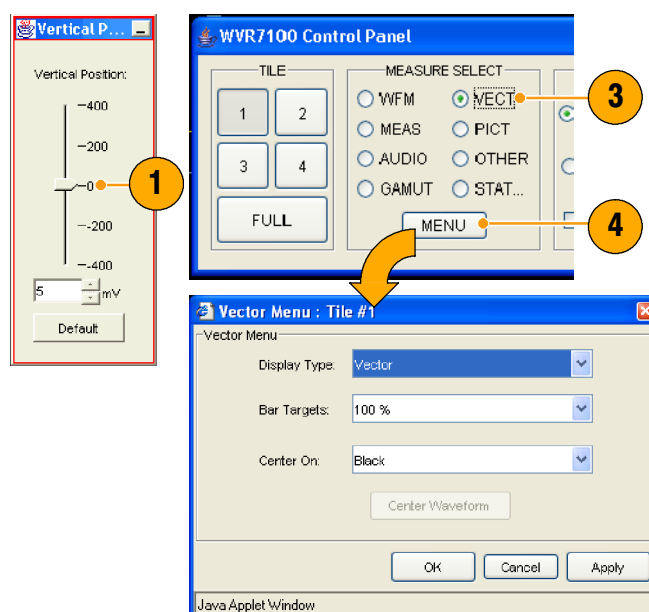 Vertical P...
Vertical Position:
400
200
0
-200
-400
5 mV
Default
1
WVR7100 Contr Panel
TILE
1 2
3 4
FULL
MEASURE SELECT
WFM VECT
MEAS PICT
AUDIO OTHER
GAMUT STAT...
MENU
3
4
Vector Menu : Tile #1
Vector Menu
Display Type: Vector
Bar Targets: 100 %
Center On: Black
Center Waveform
OK Cancel Apply
Java Applet Window